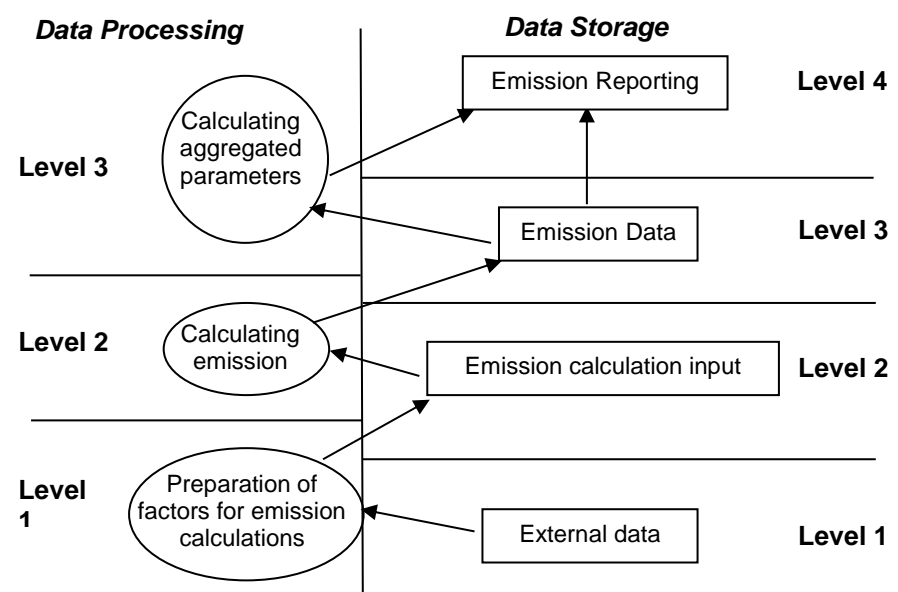 Data Processing
Data Storage
Emission Reporting
Level 4
Calculating
aggregated
parameters
Level 3
Emission Data
Level 3
Calculating
emission
Level 2
Emission calculation input
Level 2
Preparation of
factors for emission
calculations
Level
1
External data
Level 1